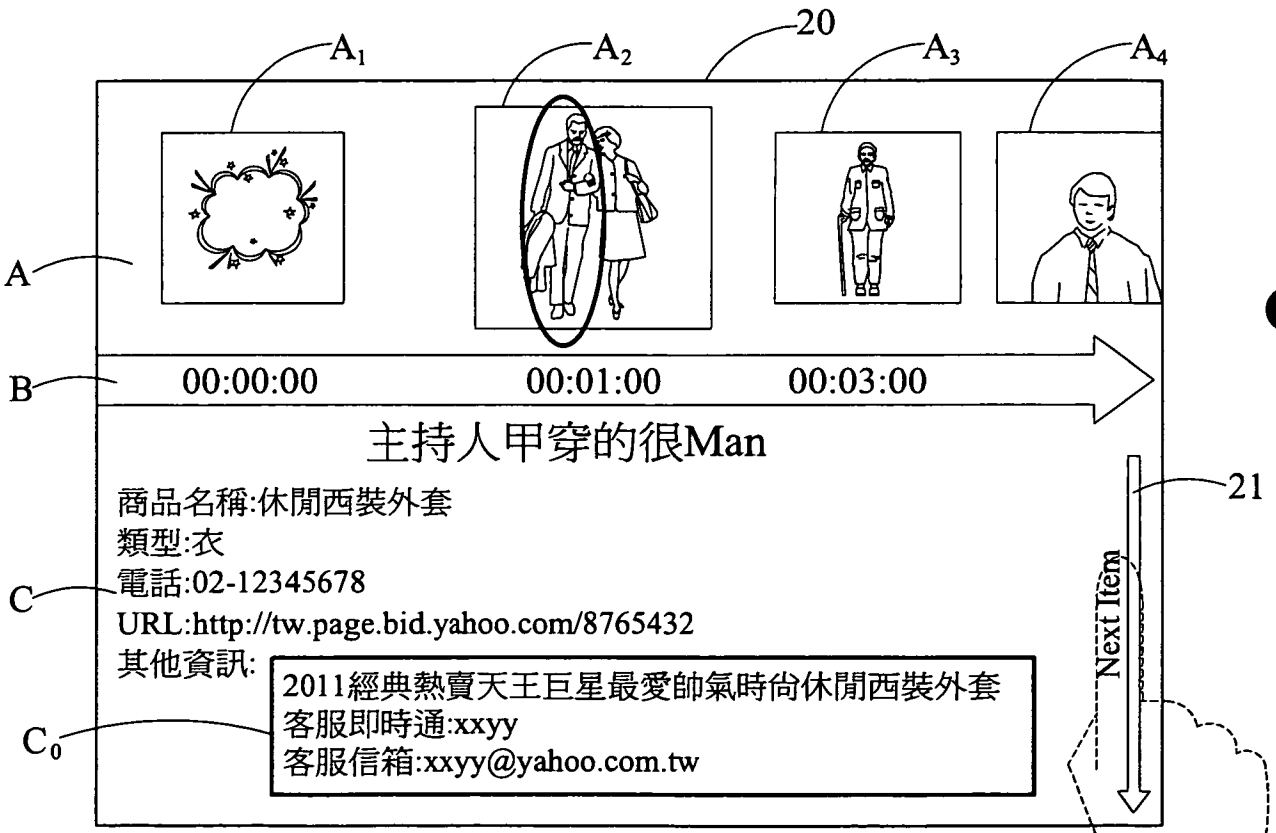 20
A1 A2 A3 A4
A
B 00:00:00 00:01:00 00:03:00
主持人甲穿的很Man
商品名稱:休閒西裝外套
21
類型:衣
電話:02-12345678
C
URL:http://tw.page.bid.yahoo.com/8765432
Next Item
其他資訊:
2011經典熱賣天王巨星最愛帥氣時尚休閒西裝外套
客服即時通:xxyy
C0
客服信箱:xxyy@yahoo.com.tw